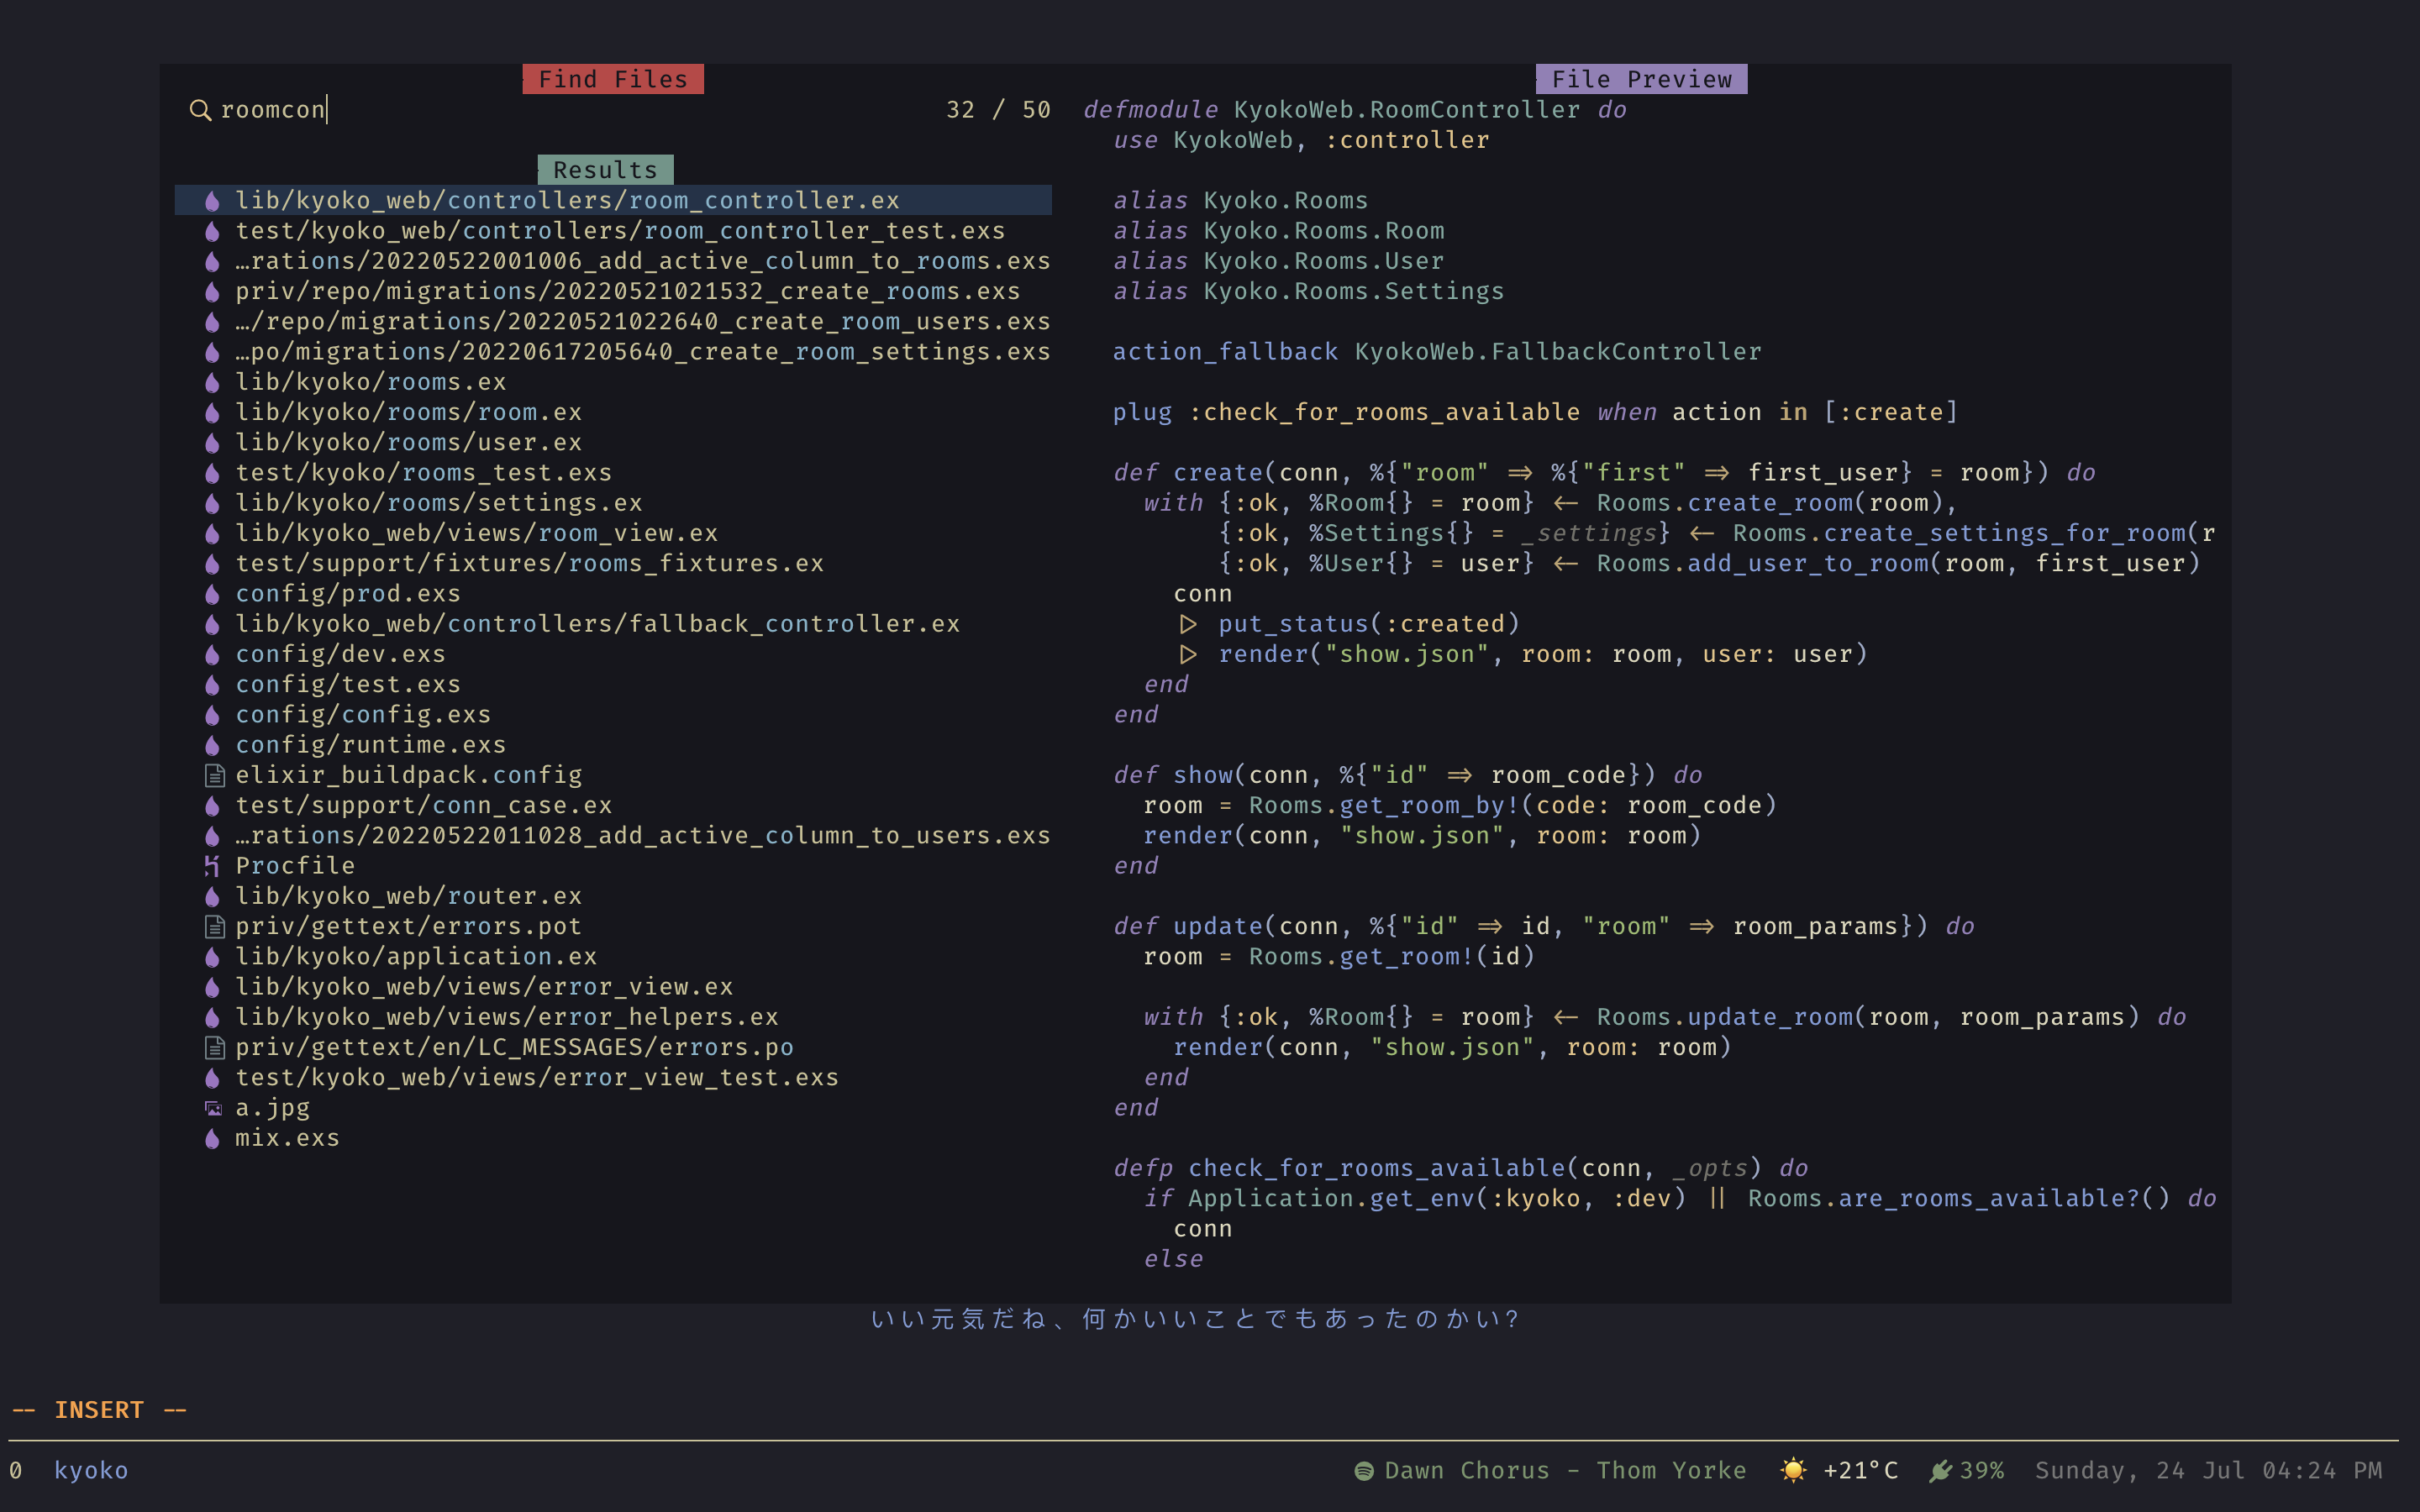 Find Files
roomcon 32 / 50
Results
lib/kyoko_web/controllers/room_controller.ex
test/kyoko_web/controllers/room_controller_test.exs
…rations/20220522001006_add_active_column_to_rooms.exs
priv/repo/migrations/20220521021532_create_rooms.exs
…/repo/migrations/20220521022640_create_room_users.exs
…po/migrations/20220617205640_create_room_settings.exs
lib/kyoko/rooms.ex
lib/kyoko/rooms/room.ex
lib/kyoko/rooms/user.ex
test/kyoko/rooms_test.exs
lib/kyoko/rooms/settings.ex
lib/kyoko_web/views/room_view.ex
test/support/fixtures/rooms_fixtures.ex
config/prod.exs
lib/kyoko_web/controllers/fallback_controller.ex
config/dev.exs
config/test.exs
config/config.exs
config/runtime.exs
elixir_buildpack.config
test/support/conn_case.ex
…rations/20220522011028_add_active_column_to_users.exs
Procfile
lib/kyoko_web/router.ex
priv/gettext/errors.pot
lib/kyoko/application.ex
lib/kyoko_web/views/error_view.ex
lib/kyoko_web/views/error_helpers.ex
priv/gettext/en/LC_MESSAGES/errors.po
test/kyoko_web/views/error_view_test.exs
a.jpg
mix.exs
File Preview
defmodule KyokoWeb.RoomController do
  use KyokoWeb, :controller

  alias Kyoko.Rooms
  alias Kyoko.Rooms.Room
  alias Kyoko.Rooms.User
  alias Kyoko.Rooms.Settings

  action_fallback KyokoWeb.FallbackController

  plug :check_for_rooms_available when action in [:create]

  def create(conn, %{"room" => %{"first" => first_user} = room}) do
    with {:ok, %Room{} = room} <- Rooms.create_room(room),
         {:ok, %Settings{} = _settings} <- Rooms.create_settings_for_room(r
         {:ok, %User{} = user} <- Rooms.add_user_to_room(room, first_user)
      conn
      |> put_status(:created)
      |> render("show.json", room: room, user: user)
    end
  end

  def show(conn, %{"id" => room_code}) do
    room = Rooms.get_room_by!(code: room_code)
    render(conn, "show.json", room: room)
  end

  def update(conn, %{"id" => id, "room" => room_params}) do
    room = Rooms.get_room!(id)

    with {:ok, %Room{} = room} <- Rooms.update_room(room, room_params) do
      render(conn, "show.json", room: room)
    end
  end

  defp check_for_rooms_available(conn, _opts) do
    if Application.get_env(:kyoko, :dev) || Rooms.are_rooms_available?() do
      conn
    else
いい元気だね、何かいいことでもあったのかい?
-- INSERT --
0 kyoko Dawn Chorus - Thom Yorke +21°C 39% Sunday, 24 Jul 04:24 PM